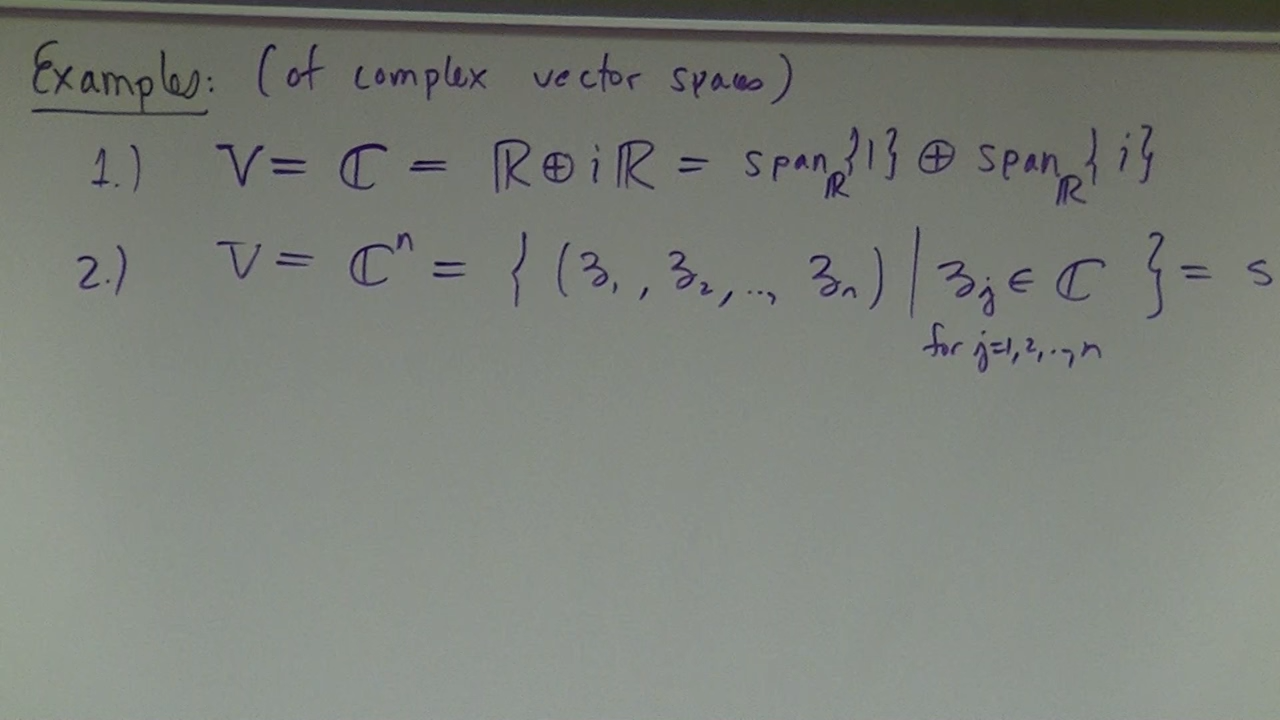 Examples: (of complex vector spaces)
1.) V = ℂ = ℝ ⊕ iℝ = span_ℝ{1} ⊕ span_ℝ{i}
2.) V = ℂⁿ = { (z₁, z₂, .., zₙ) | zⱼ ∈ ℂ } = s
for j=1,2,..,n